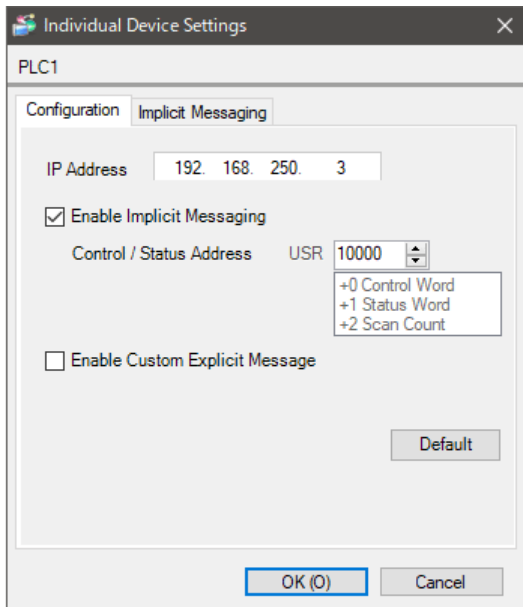 Individual Device Settings
PLC1
Configuration Implicit Messaging
IP Address 192. 168. 250. 3
Enable Implicit Messaging
Control / Status Address USR 10000
+0 Control Word
+1 Status Word
+2 Scan Count
Enable Custom Explicit Message
Default
OK (O) Cancel